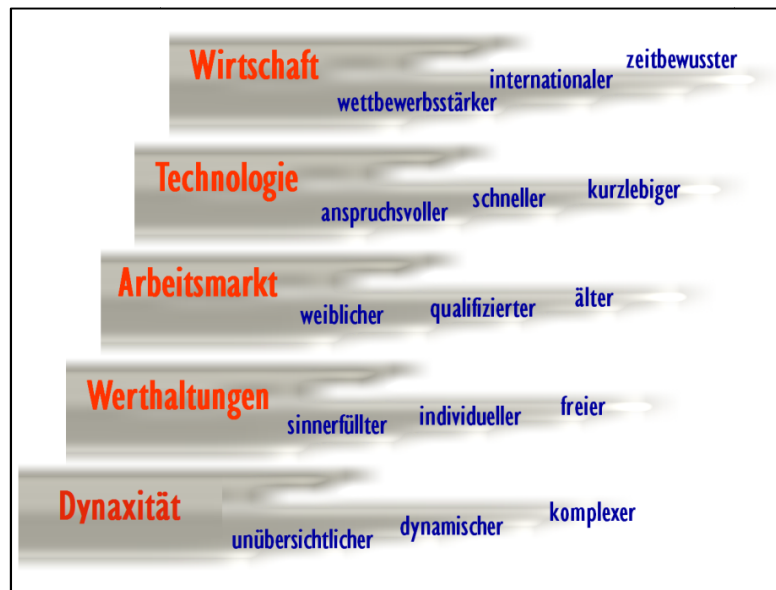 Wirtschaft
wettbewerbsstärker
internationaler
zeitbewusster
Technologie
anspruchsvoller
schneller
kurzlebiger
Arbeitsmarkt
weiblicher
qualifizierter
älter
Werthaltungen
sinnerfüllter
individueller
freier
Dynaxität
unübersichtlicher
dynamischer
komplexer